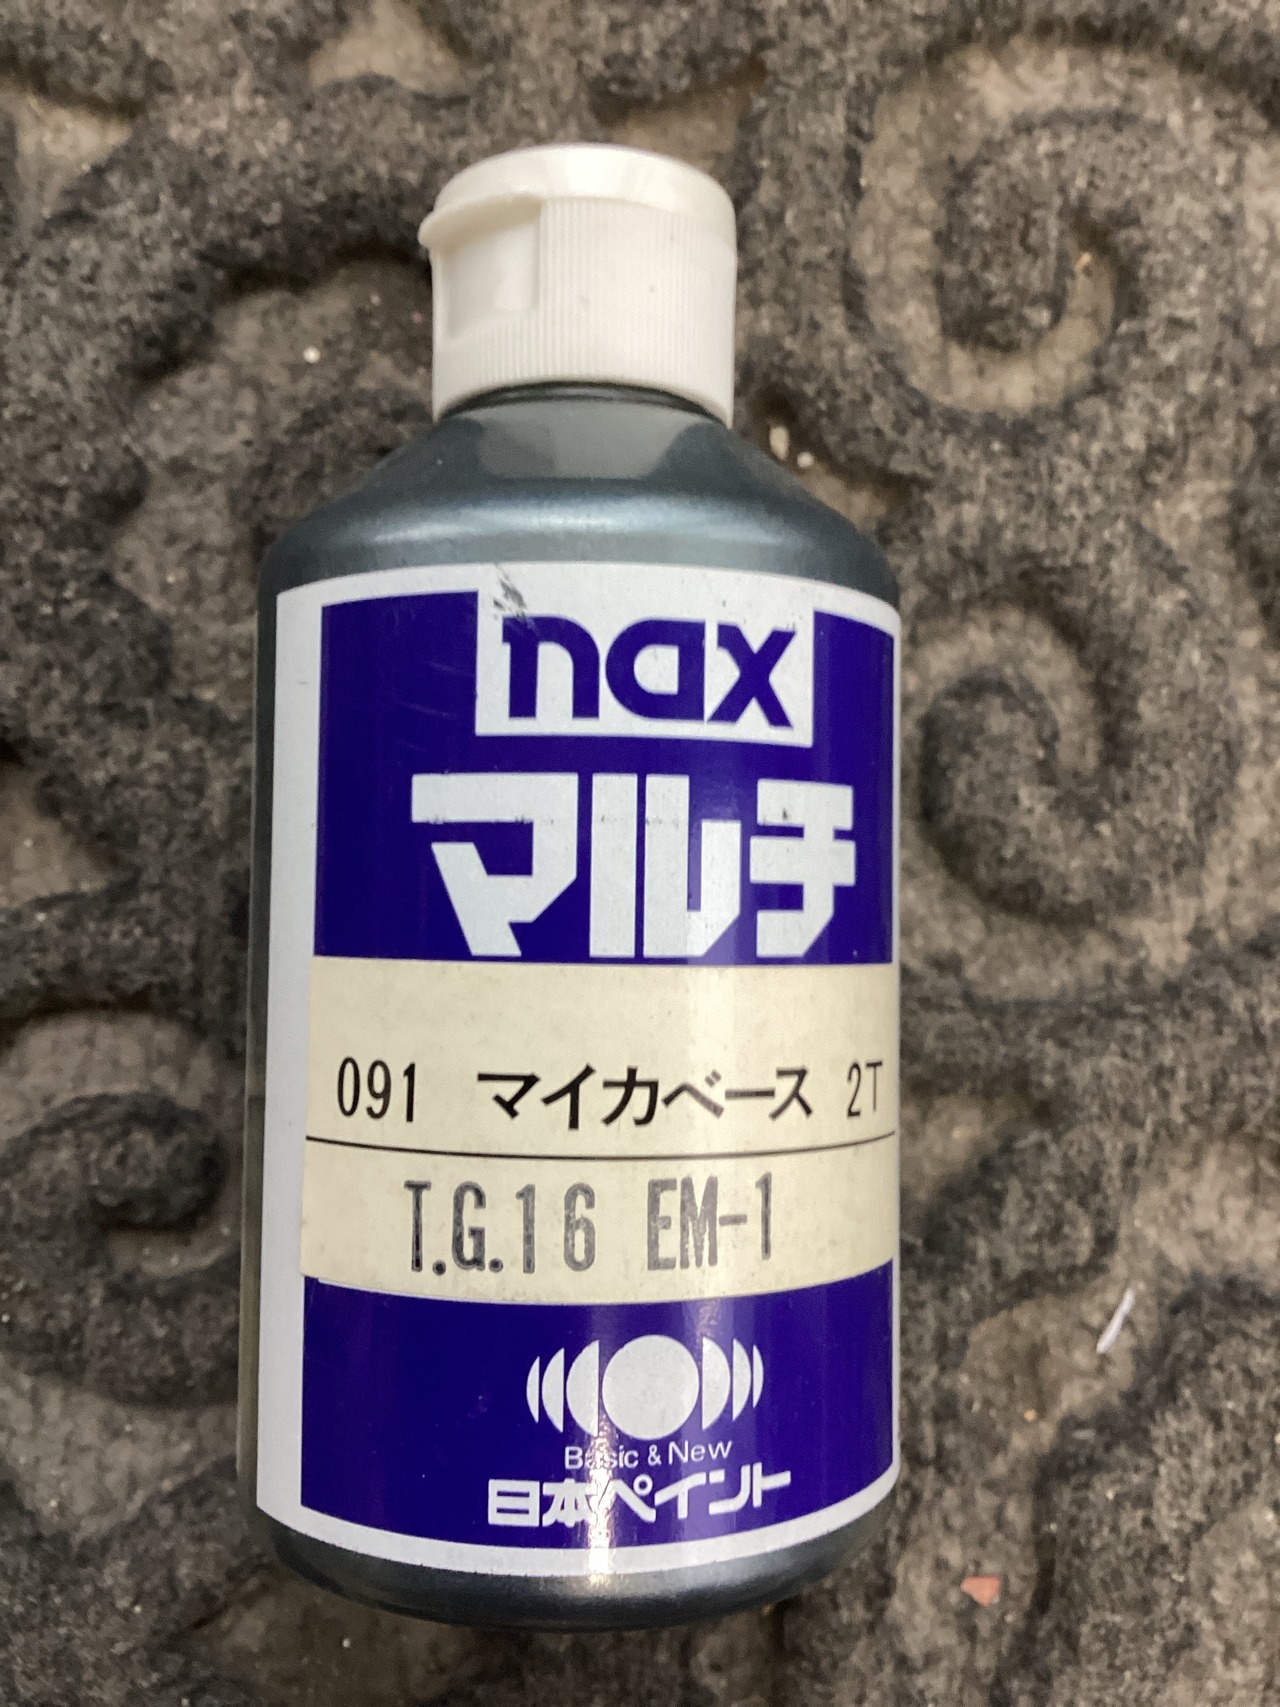 nax
マルチ
091 マイカベース 2T
T.G.16 EM-1
Basic & New
日本ペイント